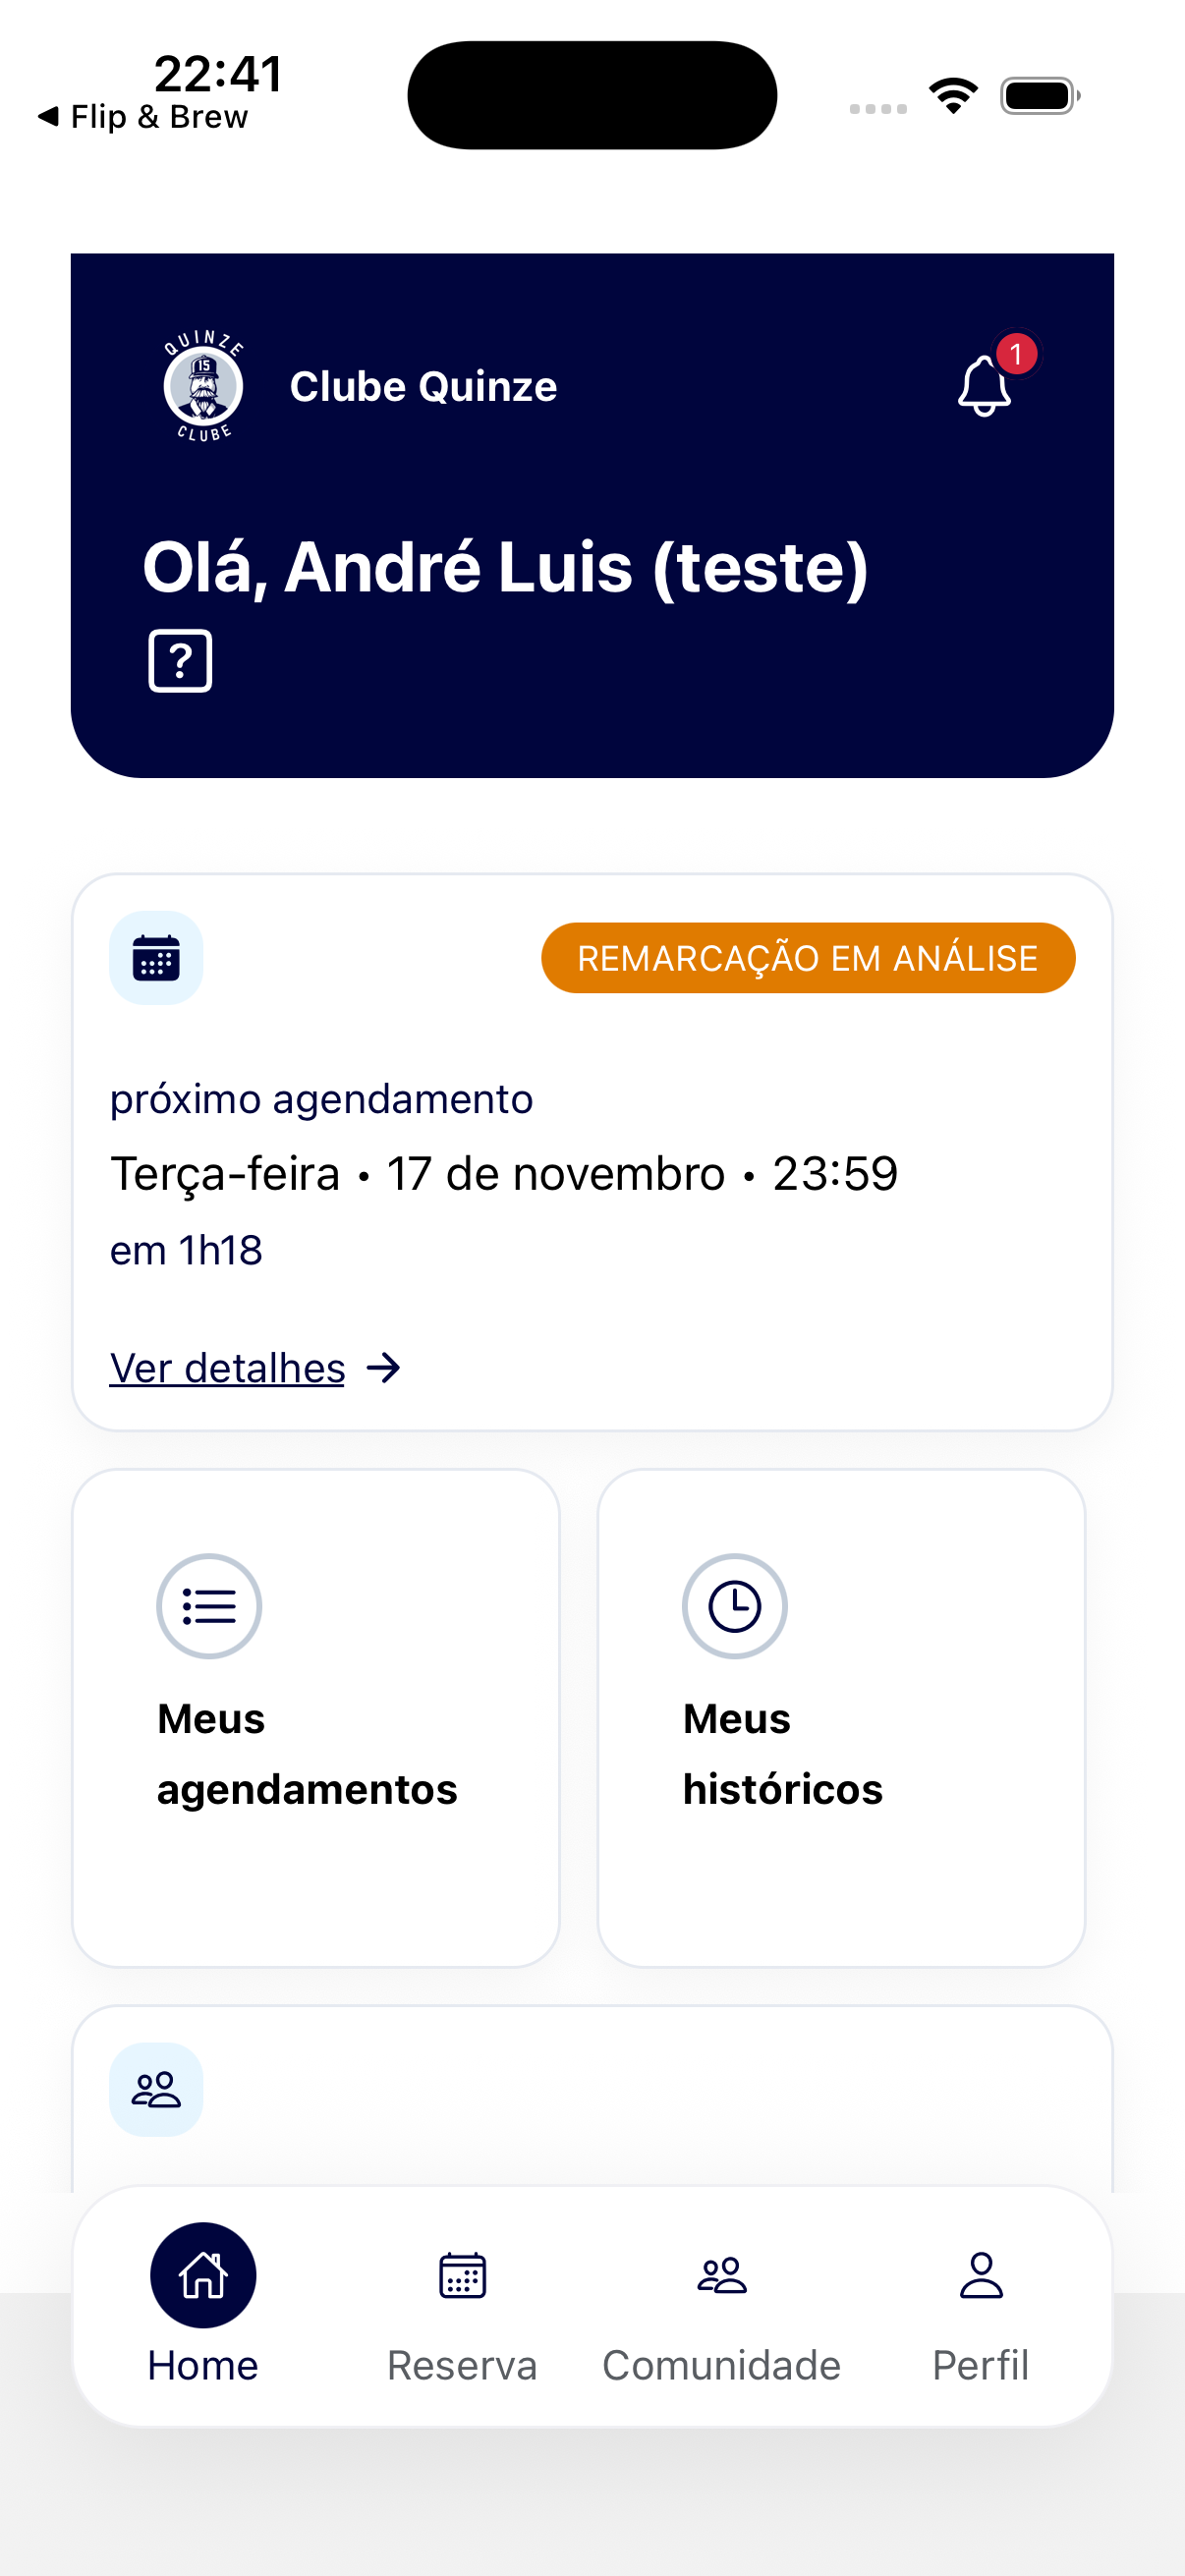 22:41
◀ Flip & Brew
QUINZE
15
CLUBE
Clube Quinze
1
Olá, André Luis (teste)
?
REMARCAÇÃO EM ANÁLISE
próximo agendamento
Terça-feira • 17 de novembro • 23:59
em 1h18
Ver detalhes →
Meus
agendamentos
Meus
históricos
Home
Reserva
Comunidade
Perfil